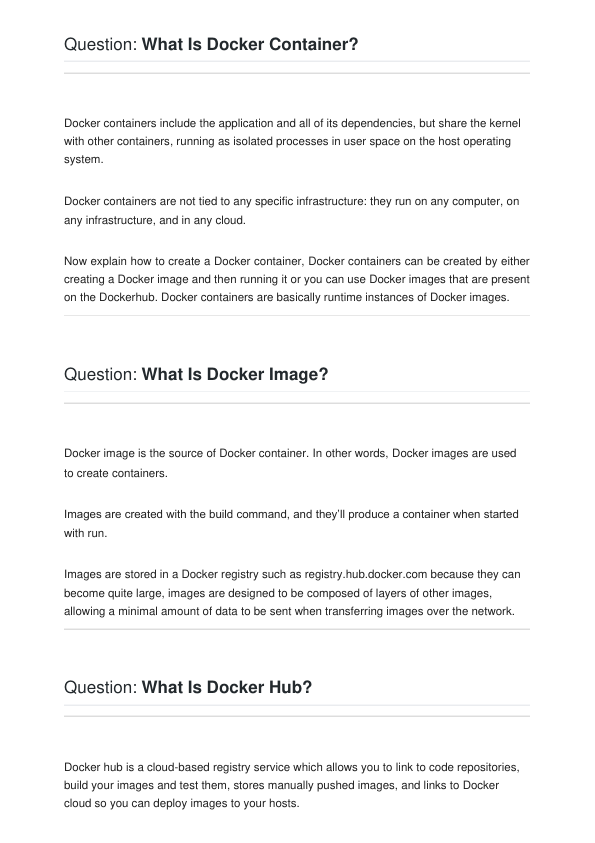 Question: What Is Docker Container?
Docker containers include the application and all of its dependencies, but share the kernel
with other containers, running as isolated processes in user space on the host operating
system.
Docker containers are not tied to any specific infrastructure: they run on any computer, on
any infrastructure, and in any cloud.
Now explain how to create a Docker container, Docker containers can be created by either
creating a Docker image and then running it or you can use Docker images that are present
on the Dockerhub. Docker containers are basically runtime instances of Docker images.
Question: What Is Docker Image?
Docker image is the source of Docker container. In other words, Docker images are used
to create containers.
Images are created with the build command, and they’ll produce a container when started
with run.
Images are stored in a Docker registry such as registry.hub.docker.com because they can
become quite large, images are designed to be composed of layers of other images,
allowing a minimal amount of data to be sent when transferring images over the network.
Question: What Is Docker Hub?
Docker hub is a cloud-based registry service which allows you to link to code repositories,
build your images and test them, stores manually pushed images, and links to Docker
cloud so you can deploy images to your hosts.